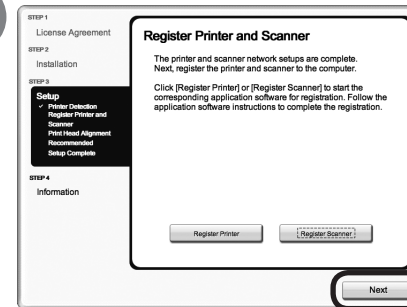 STEP 1
License Agreement
STEP 2
Installation
STEP 3
Setup
✓ Printer Detection
Register Printer and
Scanner
Print Head Alignment
Recommended
Setup Complete
STEP 4
Information
Register Printer and Scanner
The printer and scanner network setups are complete.
Next, register the printer and scanner to the computer.
Click [Register Printer] or [Register Scanner] to start the
corresponding application software for registration. Follow the
application software instructions to complete the registration.
Register Printer
Register Scanner
Next